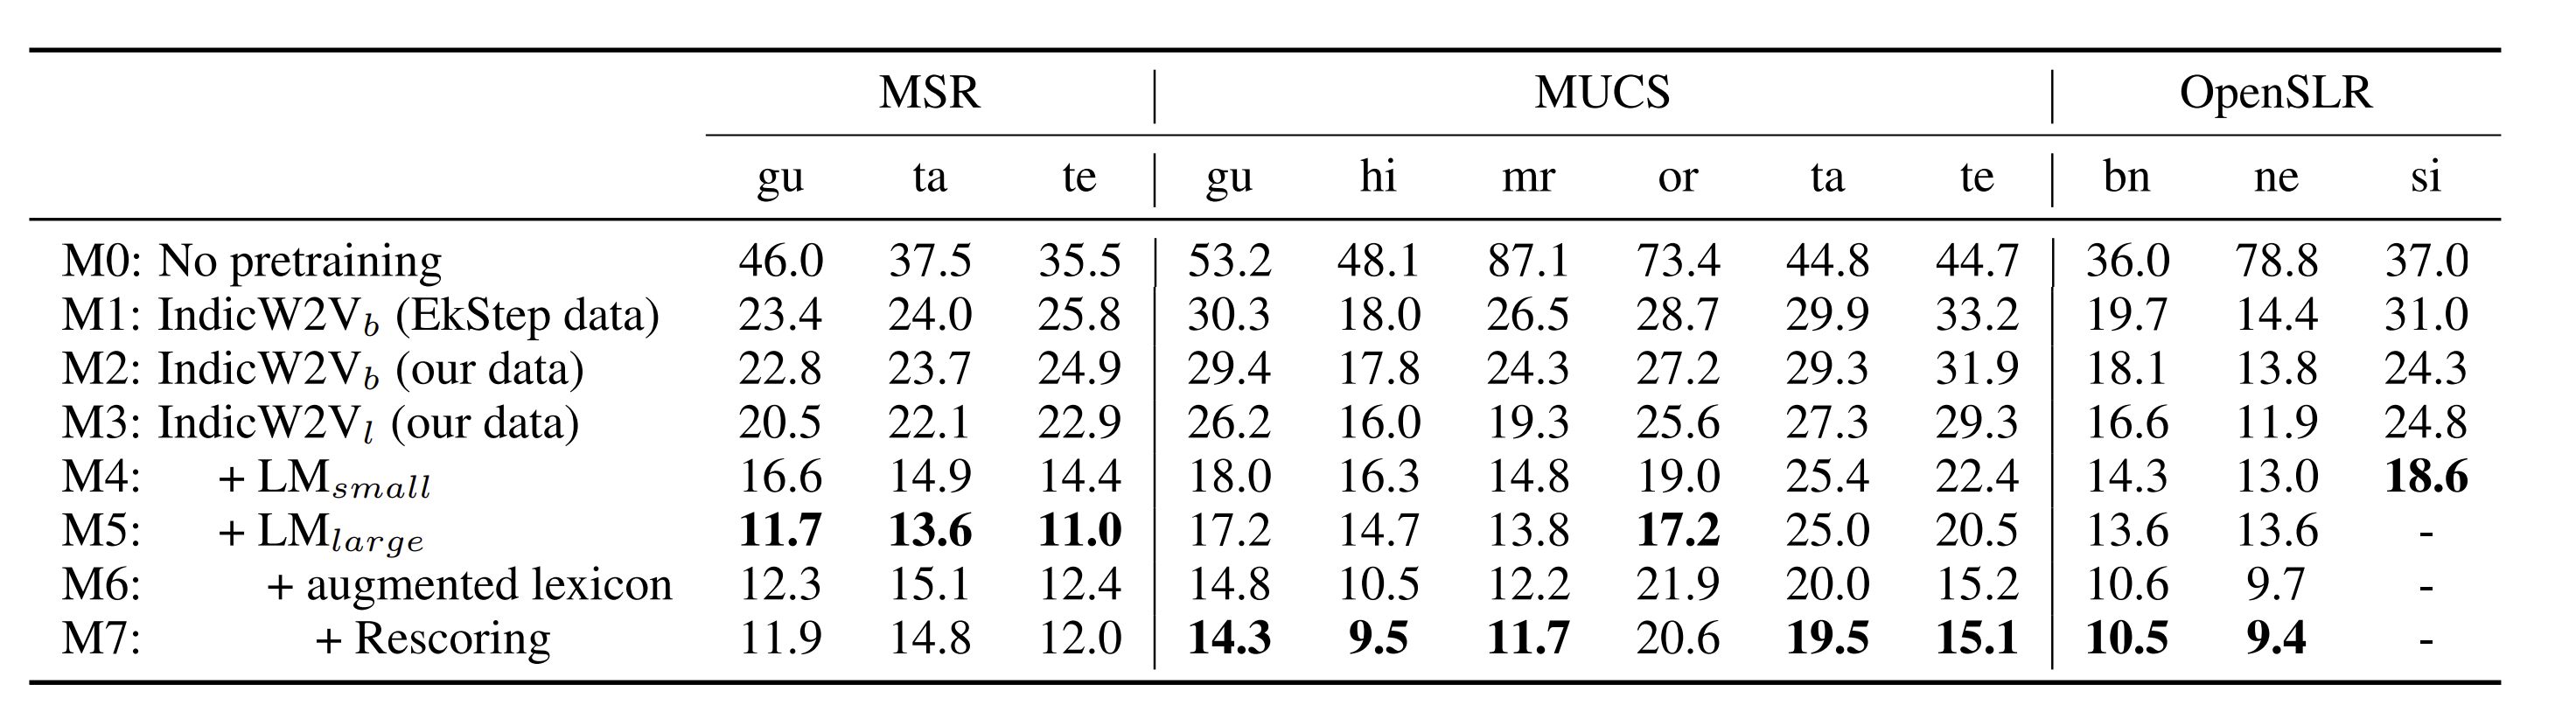 MSR MUCS OpenSLR
gu ta te gu hi mr or ta te bn ne si
M0: No pretraining 46.0 37.5 35.5 53.2 48.1 87.1 73.4 44.8 44.7 36.0 78.8 37.0
M1: IndicW2Vb (EkStep data) 23.4 24.0 25.8 30.3 18.0 26.5 28.7 29.9 33.2 19.7 14.4 31.0
M2: IndicW2Vb (our data) 22.8 23.7 24.9 29.4 17.8 24.3 27.2 29.3 31.9 18.1 13.8 24.3
M3: IndicW2Vl (our data) 20.5 22.1 22.9 26.2 16.0 19.3 25.6 27.3 29.3 16.6 11.9 24.8
M4: + LMsmall 16.6 14.9 14.4 18.0 16.3 14.8 19.0 25.4 22.4 14.3 13.0 18.6
M5: + LMlarge 11.7 13.6 11.0 17.2 14.7 13.8 17.2 25.0 20.5 13.6 13.6 -
M6: + augmented lexicon 12.3 15.1 12.4 14.8 10.5 12.2 21.9 20.0 15.2 10.6 9.7 -
M7: + Rescoring 11.9 14.8 12.0 14.3 9.5 11.7 20.6 19.5 15.1 10.5 9.4 -